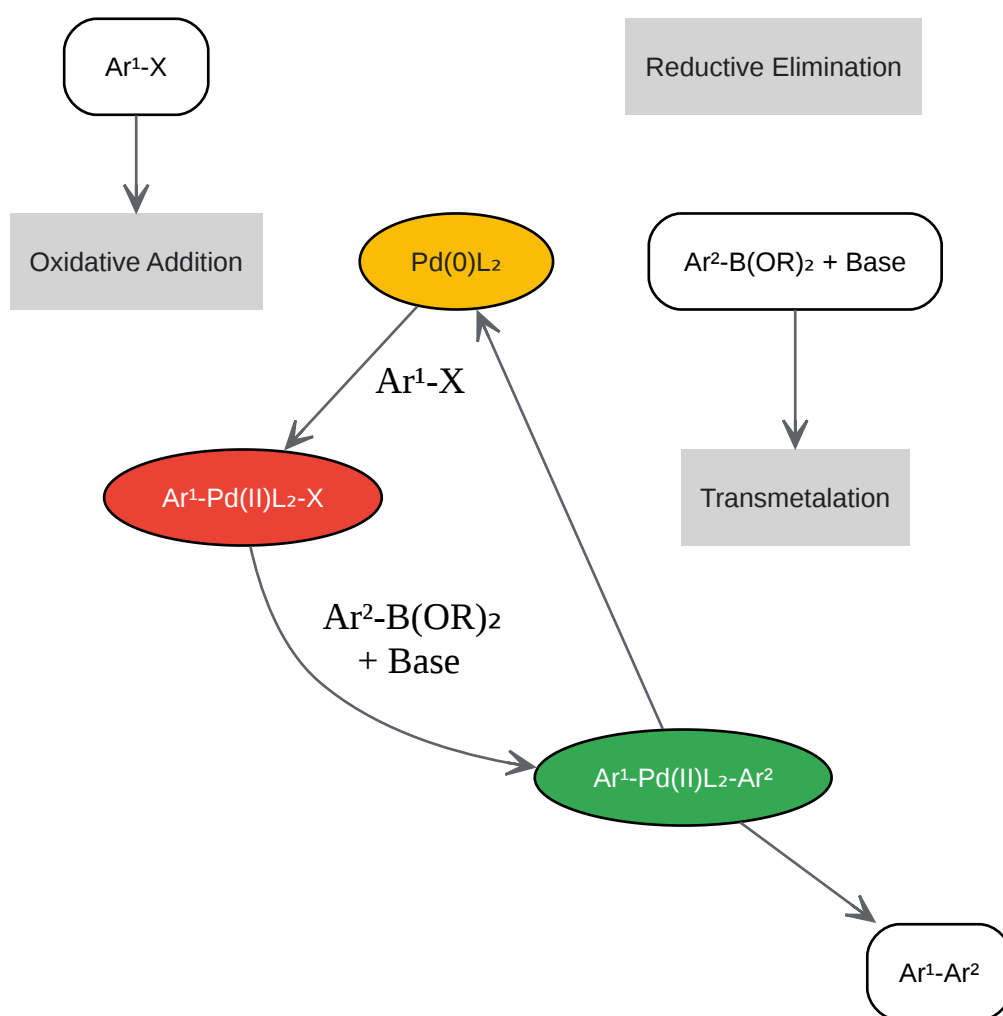 Ar¹-X
Reductive Elimination
Oxidative Addition
Pd(0)L₂
Ar²-B(OR)₂ + Base
Ar¹-X
Ar¹-Pd(II)L₂-X
Transmetalation
Ar²-B(OR)₂
+ Base
Ar¹-Pd(II)L₂-Ar²
Ar¹-Ar²